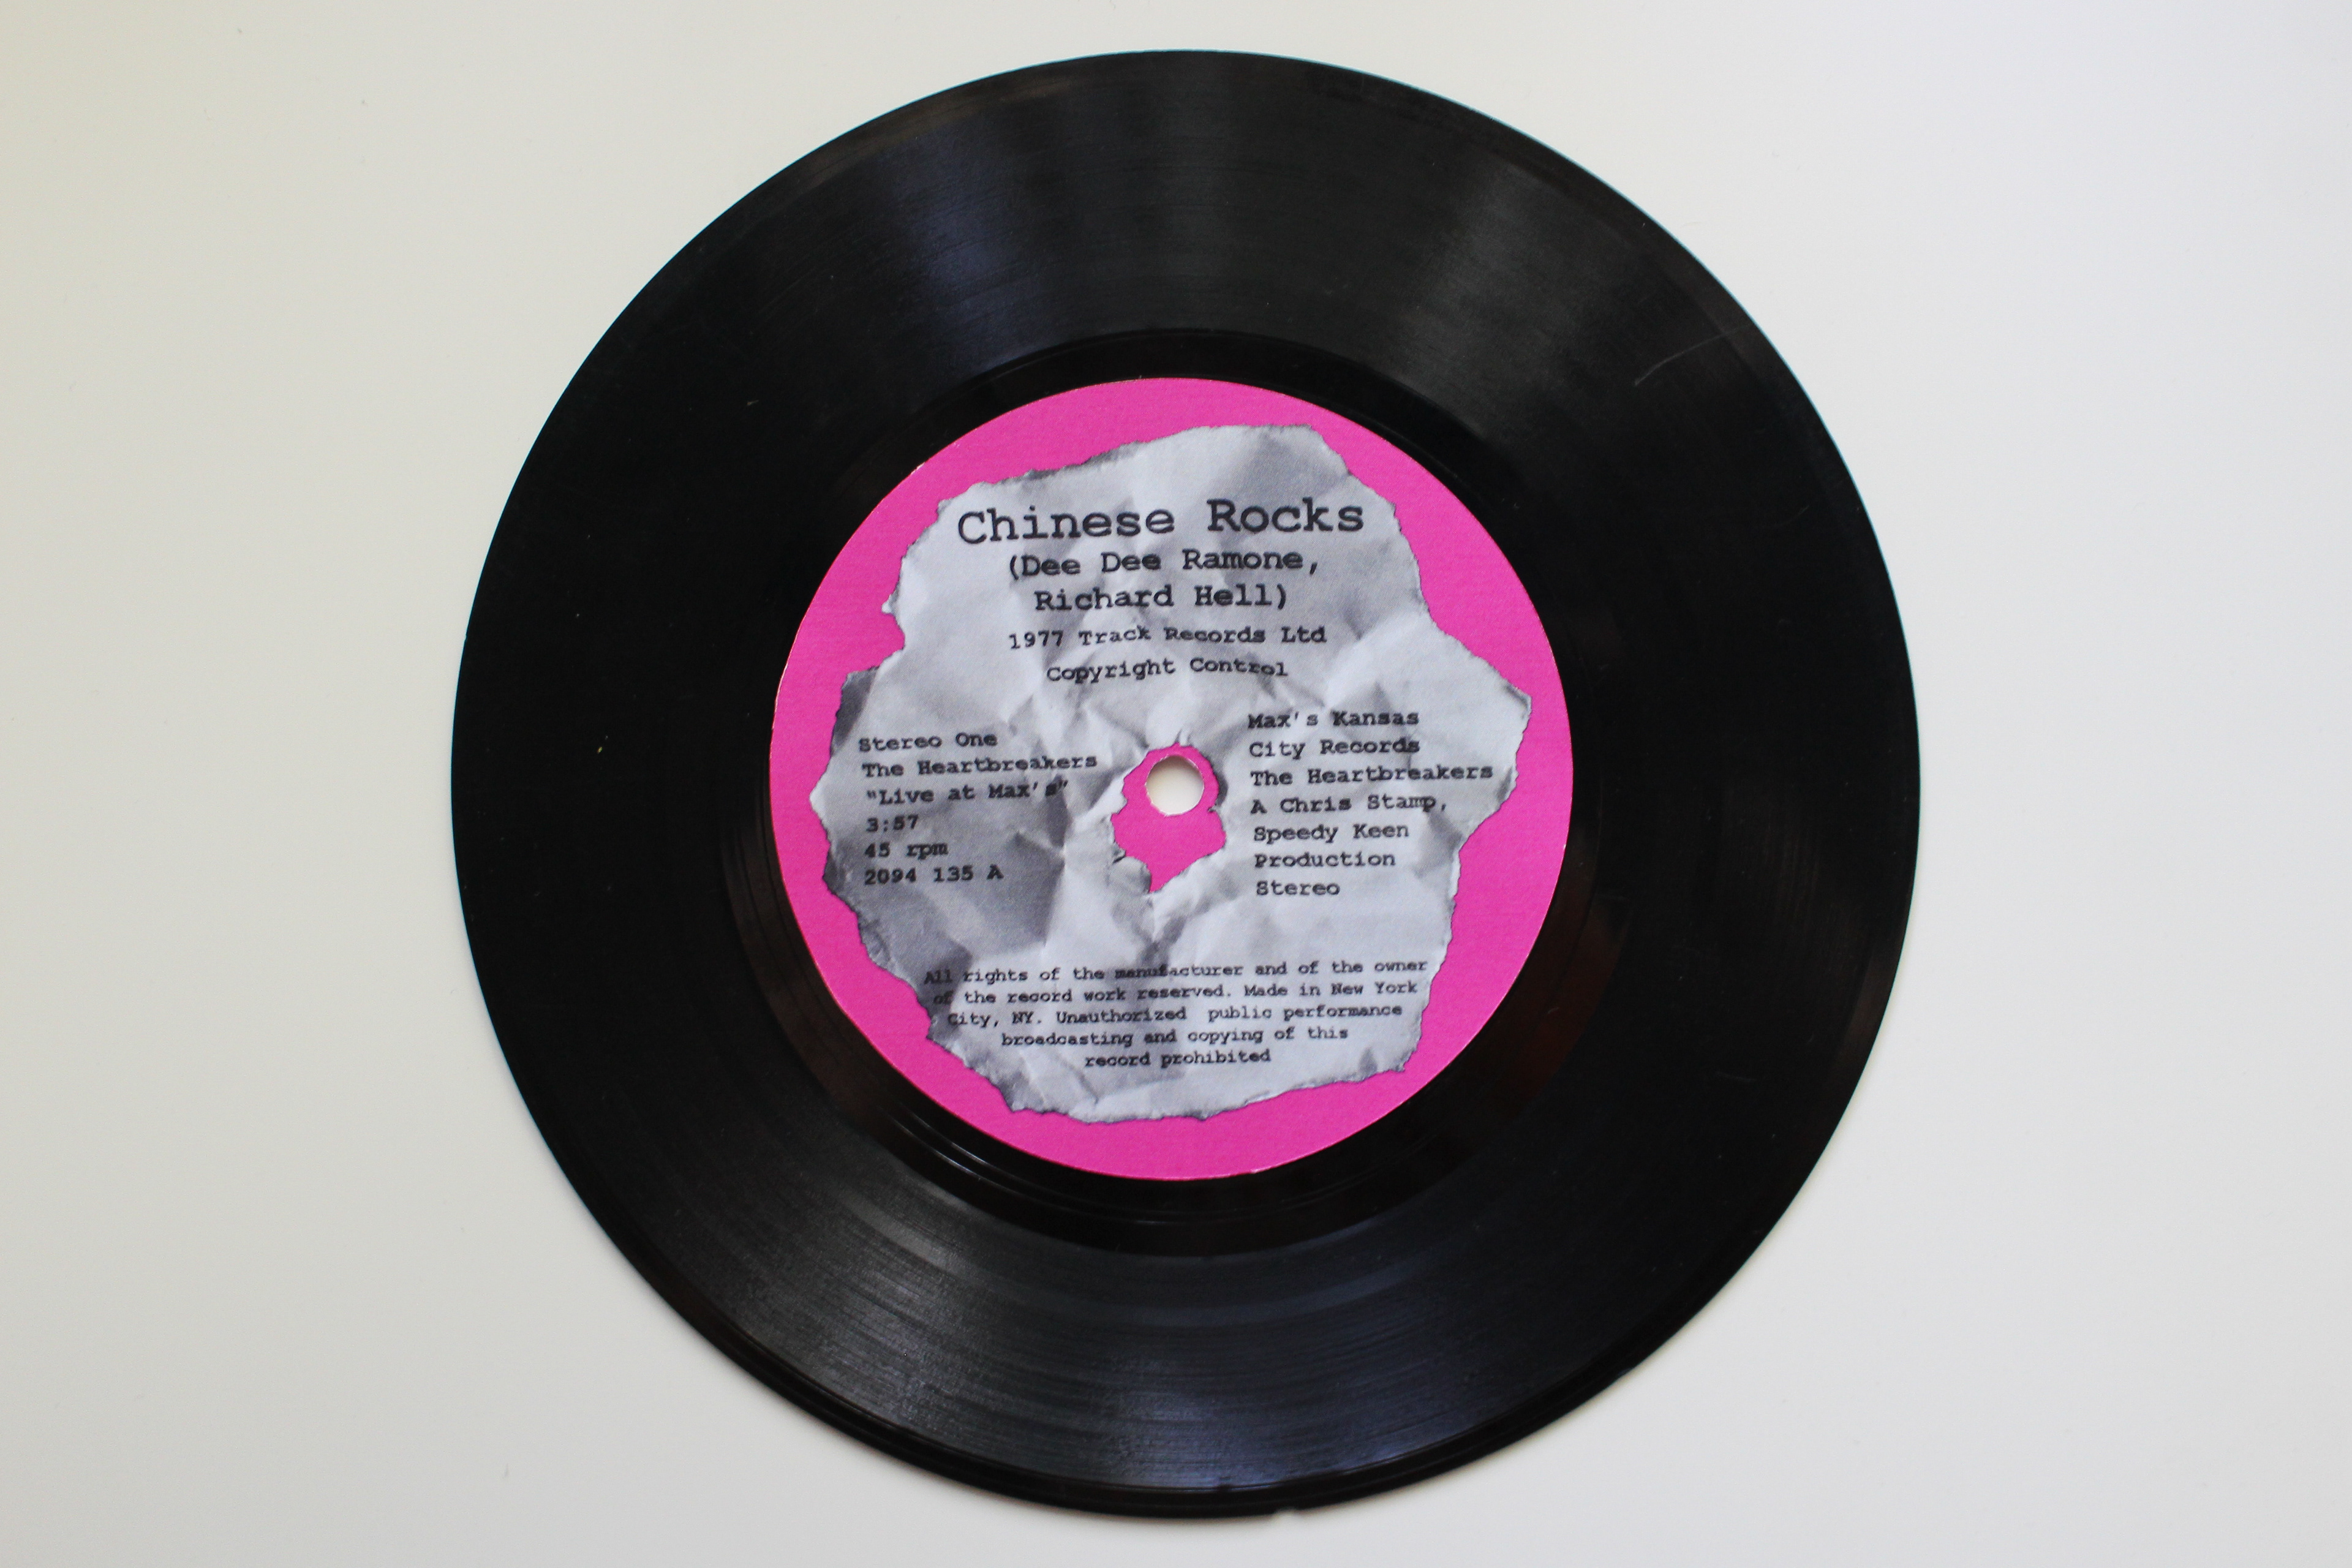 Chinese Rocks
(Dee Dee Ramone,
Richard Hell)
1977 Track Records Ltd
Copyright Control
Stereo One
The Heartbreakers
"Live at Max's"
3:57
45 rpm
2094 135 A
Max's Kansas
City Records
The Heartbreakers
A Chris Stamp,
Speedy Keen
Production
Stereo
All rights of the manufacturer and of the owner
of the record work reserved. Made in New York
City, NY. Unauthorized public performance
broadcasting and copying of this
record prohibited